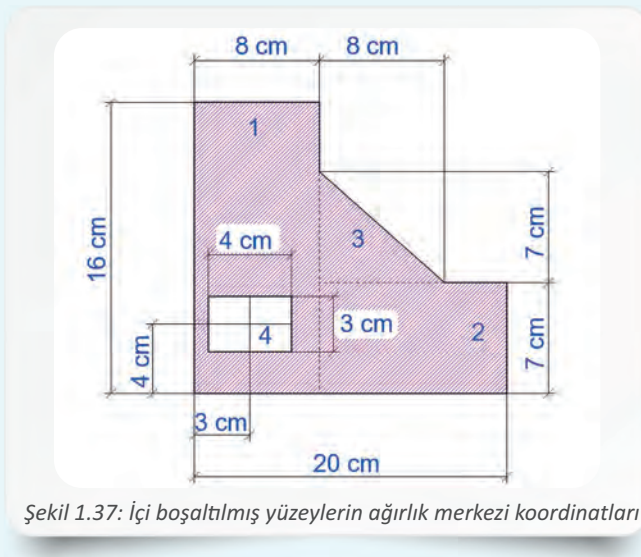 8 cm 8 cm
1
16 cm
7 cm
4 cm
3
3 cm
4
2
4 cm
7 cm
3 cm
20 cm
Şekil 1.37: İçi boşaltılmış yüzeylerin ağırlık merkezi koordinatları